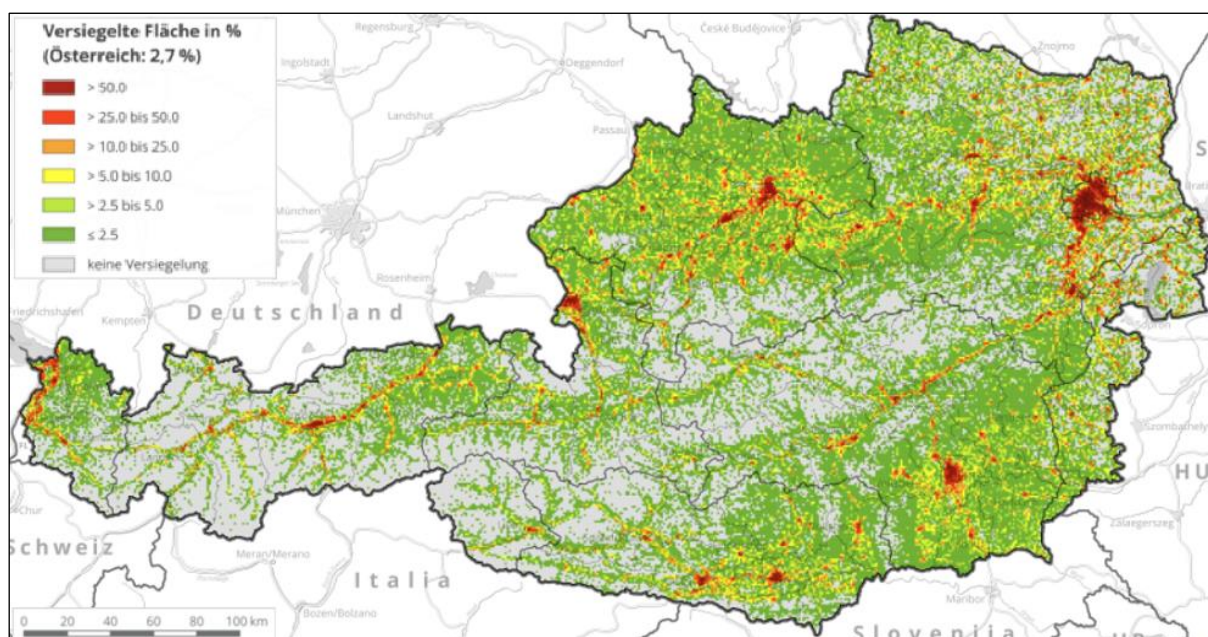 Versiegelte Fläche in %
(Österreich: 2,7 %)
> 50.0
> 25.0 bis 50.0
> 10.0 bis 25.0
> 5.0 bis 10.0
> 2.5 bis 5.0
≤ 2.5
keine Versiegelung
Regensburg
České Budějovice
Znojmo
Ingolstadt
Deggendorf
Landshut
Passau
München
Rosenheim
Friedrichshafen
Kempten
Deutschland
Sopron
Szombathely
HU
Zalaegerszeg
Chur
Schweiz
Meran/Merano
Italia
Bozen/Bolzano
Maribor
Slovenija
0 20 40 60 80 100 km